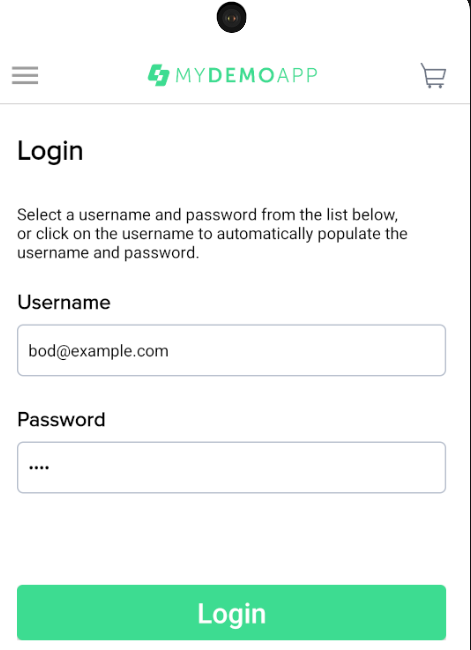 MYDEMOAPP
Login
Select a username and password from the list below,
or click on the username to automatically populate the
username and password.
Username
bod@example.com
Password
••••
Login